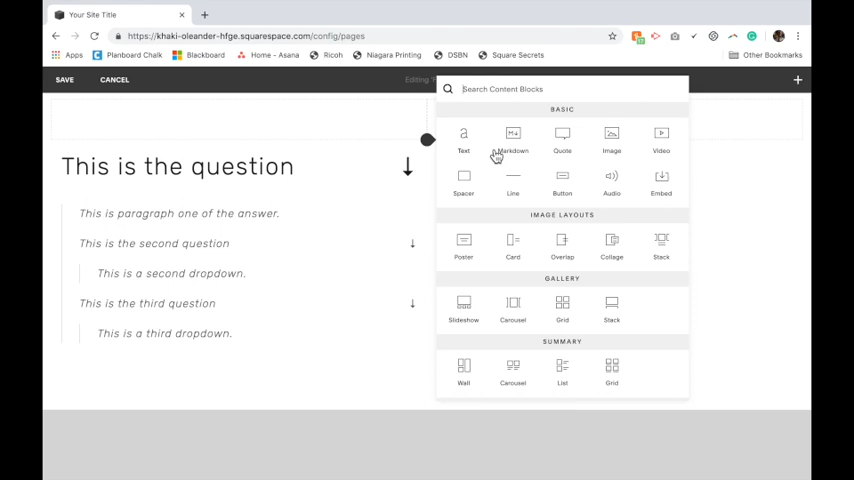 Your Site Title
https://khaki-oleander-hfge.squarespace.com/config/pages
Apps Planboard Chalk Blackboard Home - Asana Ricoh Niagara Printing DSBN Square Secrets Other Bookmarks
SAVE CANCEL Editing
Search Content Blocks
BASIC
Text Markdown Quote Image Video
Spacer Line Button Audio Embed
IMAGE LAYOUTS
Poster Card Overlap Collage Stack
GALLERY
Slideshow Carousel Grid Stack
SUMMARY
Wall Carousel List Grid
This is the question
This is paragraph one of the answer.
This is the second question
This is a second dropdown.
This is the third question
This is a third dropdown.